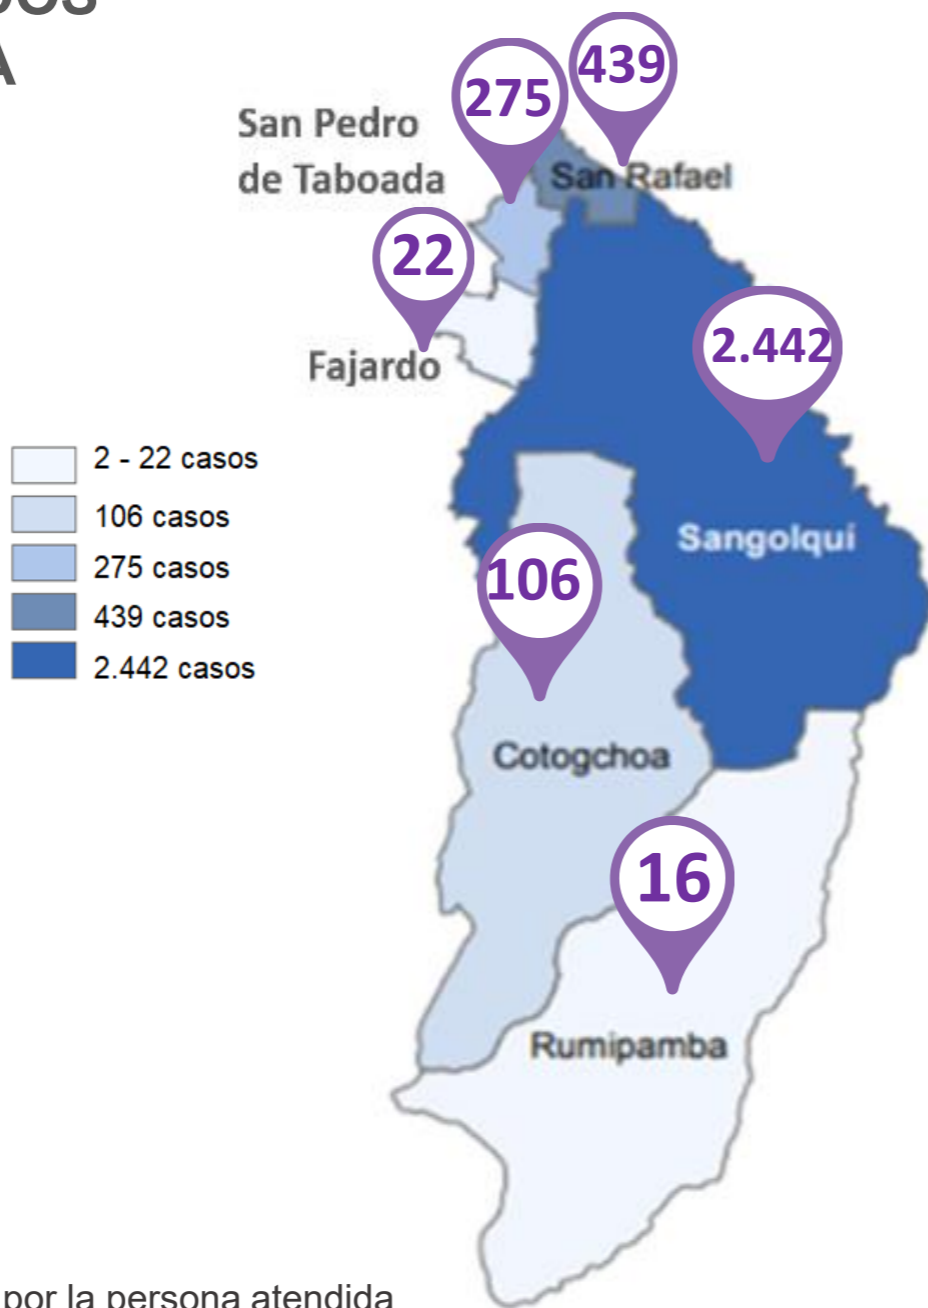 439
275
San Pedro
de Taboada
San Rafael
22
2.442
Fajardo
2 - 22 casos
106 casos
275 casos
439 casos
2.442 casos
Sangolquí
106
Cotogchoa
16
Rumipamba
por la persona atendida